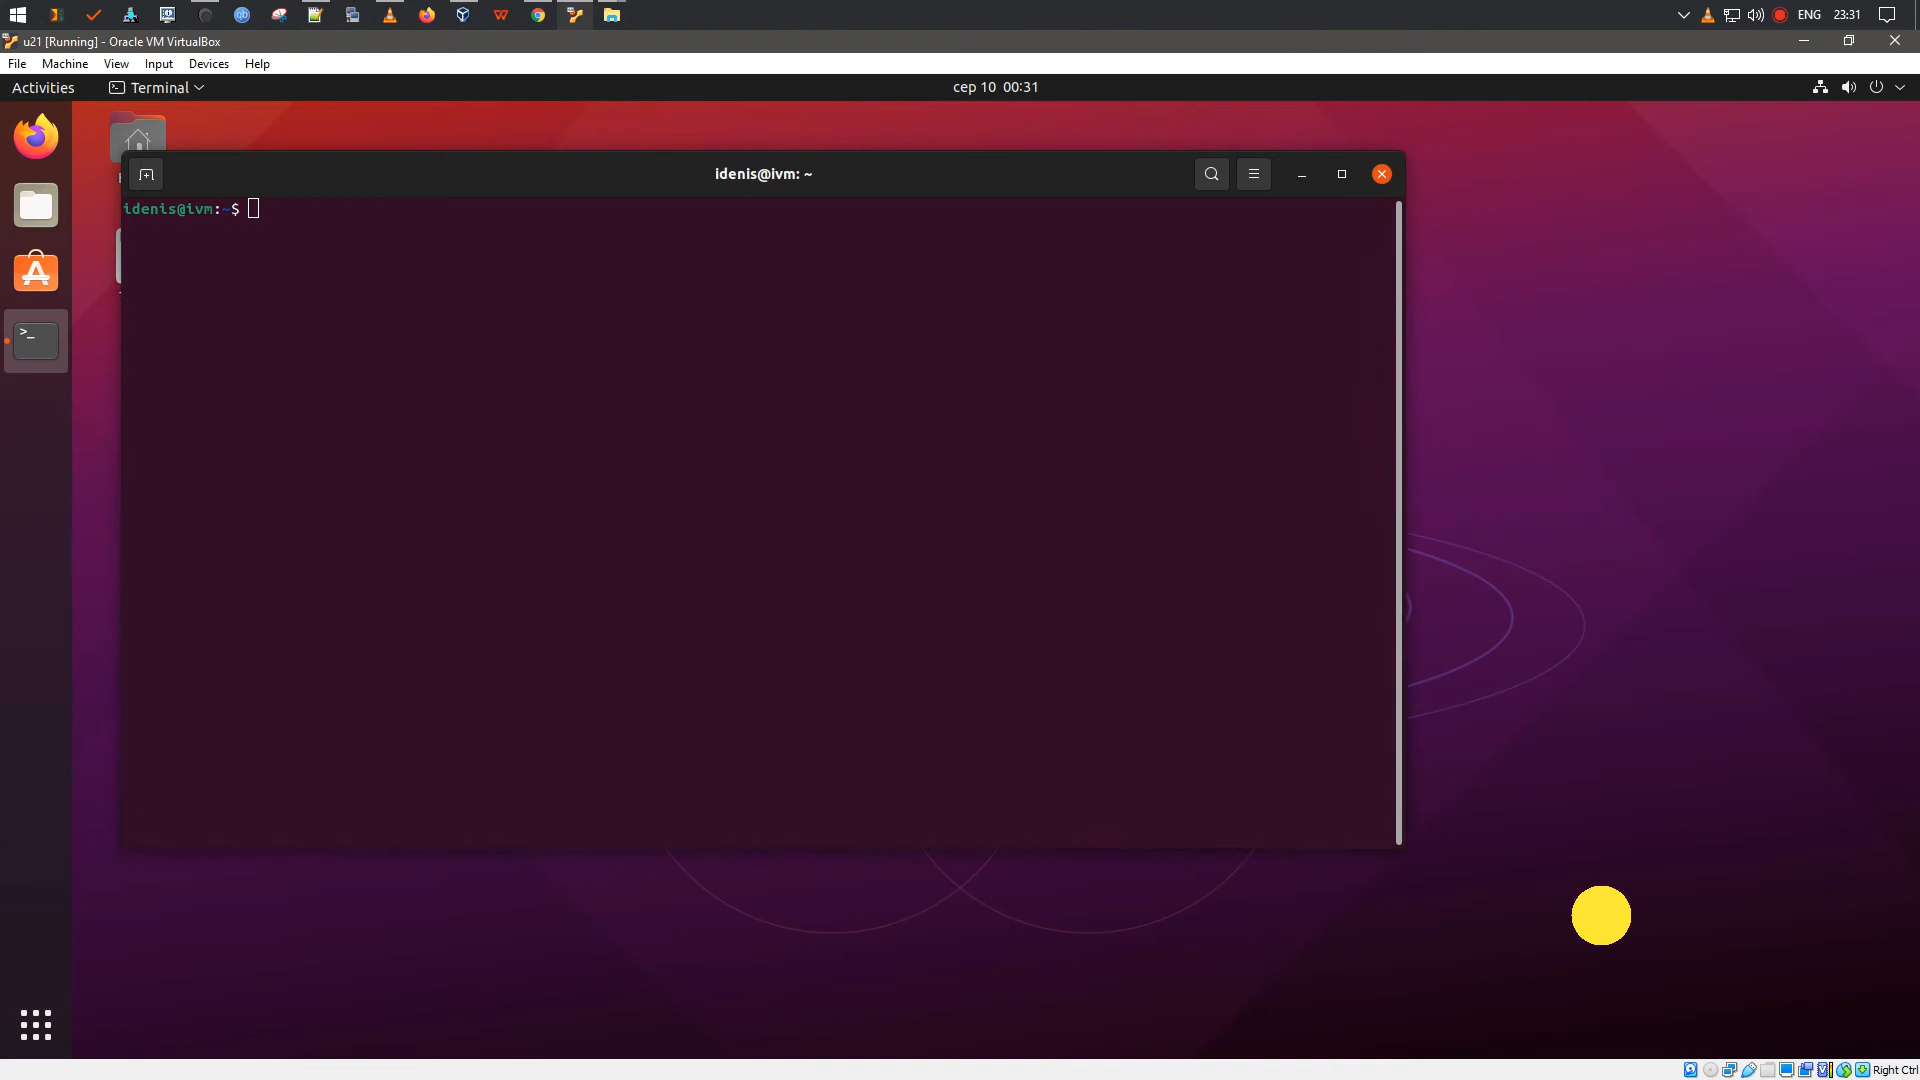 ENG 23:31
u21 [Running] - Oracle VM VirtualBox
File Machine View Input Devices Help
Activities Terminal сер 10 00:31
idenis@ivm: ~
idenis@ivm:~$
Right Ctrl